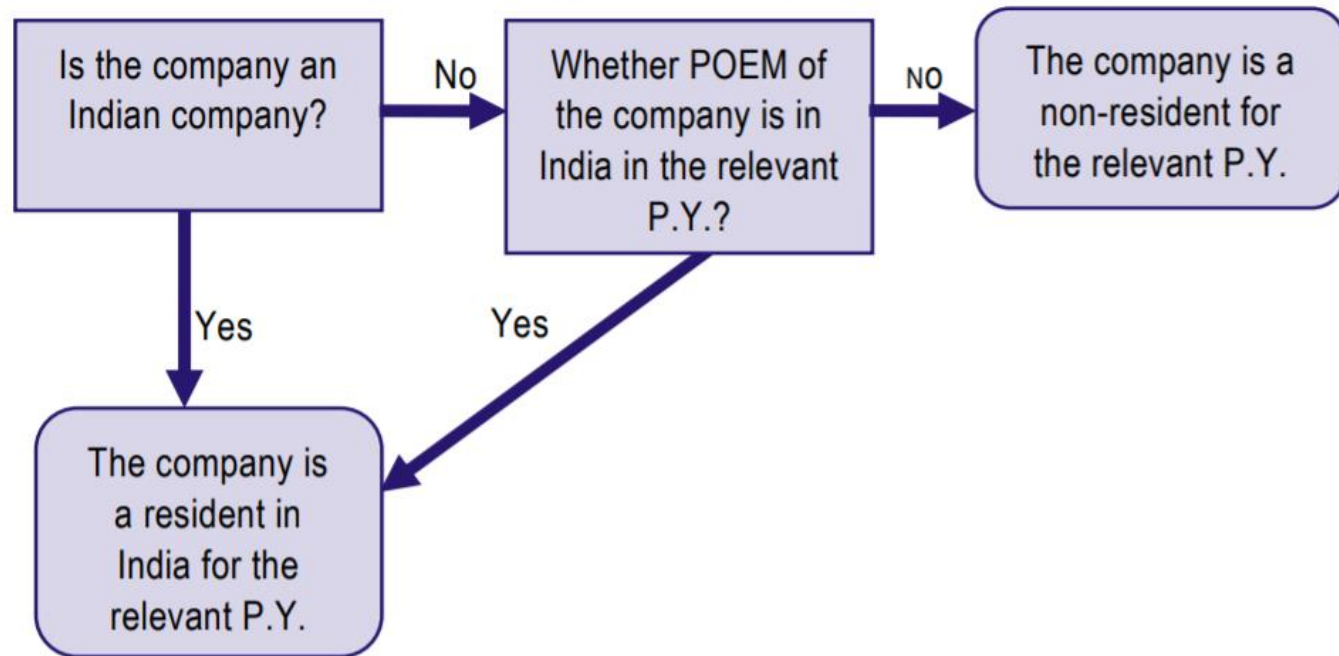 Is the company an
Indian company?
No
Whether POEM of
the company is in
India in the relevant
P.Y.?
NO
The company is a
non-resident for
the relevant P.Y.
Yes
Yes
The company is
a resident in
India for the
relevant P.Y.